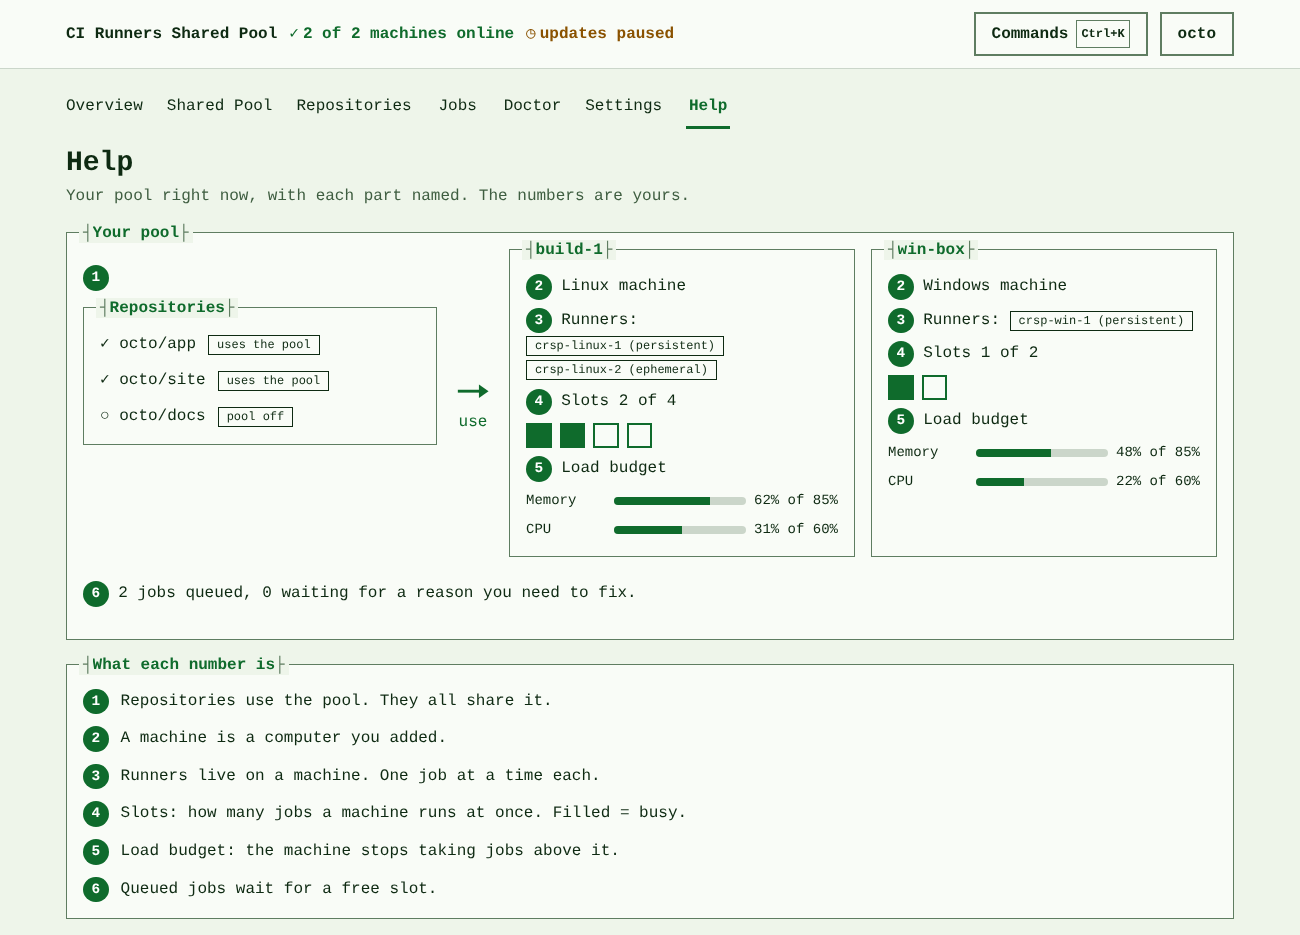 CI Runners Shared Pool ✓ 2 of 2 machines online ◷ updates paused Commands Ctrl+K octo
Overview Shared Pool Repositories Jobs Doctor Settings Help
Help
Your pool right now, with each part named. The numbers are yours.
Your pool
1
Repositories
✓ octo/app uses the pool
✓ octo/site uses the pool
○ octo/docs pool off
→
use
build-1
2 Linux machine
3 Runners:
crsp-linux-1 (persistent)
crsp-linux-2 (ephemeral)
4 Slots 2 of 4
5 Load budget
Memory 62% of 85%
CPU 31% of 60%
win-box
2 Windows machine
3 Runners: crsp-win-1 (persistent)
4 Slots 1 of 2
5 Load budget
Memory 48% of 85%
CPU 22% of 60%
6 2 jobs queued, 0 waiting for a reason you need to fix.
What each number is
1 Repositories use the pool. They all share it.
2 A machine is a computer you added.
3 Runners live on a machine. One job at a time each.
4 Slots: how many jobs a machine runs at once. Filled = busy.
5 Load budget: the machine stops taking jobs above it.
6 Queued jobs wait for a free slot.